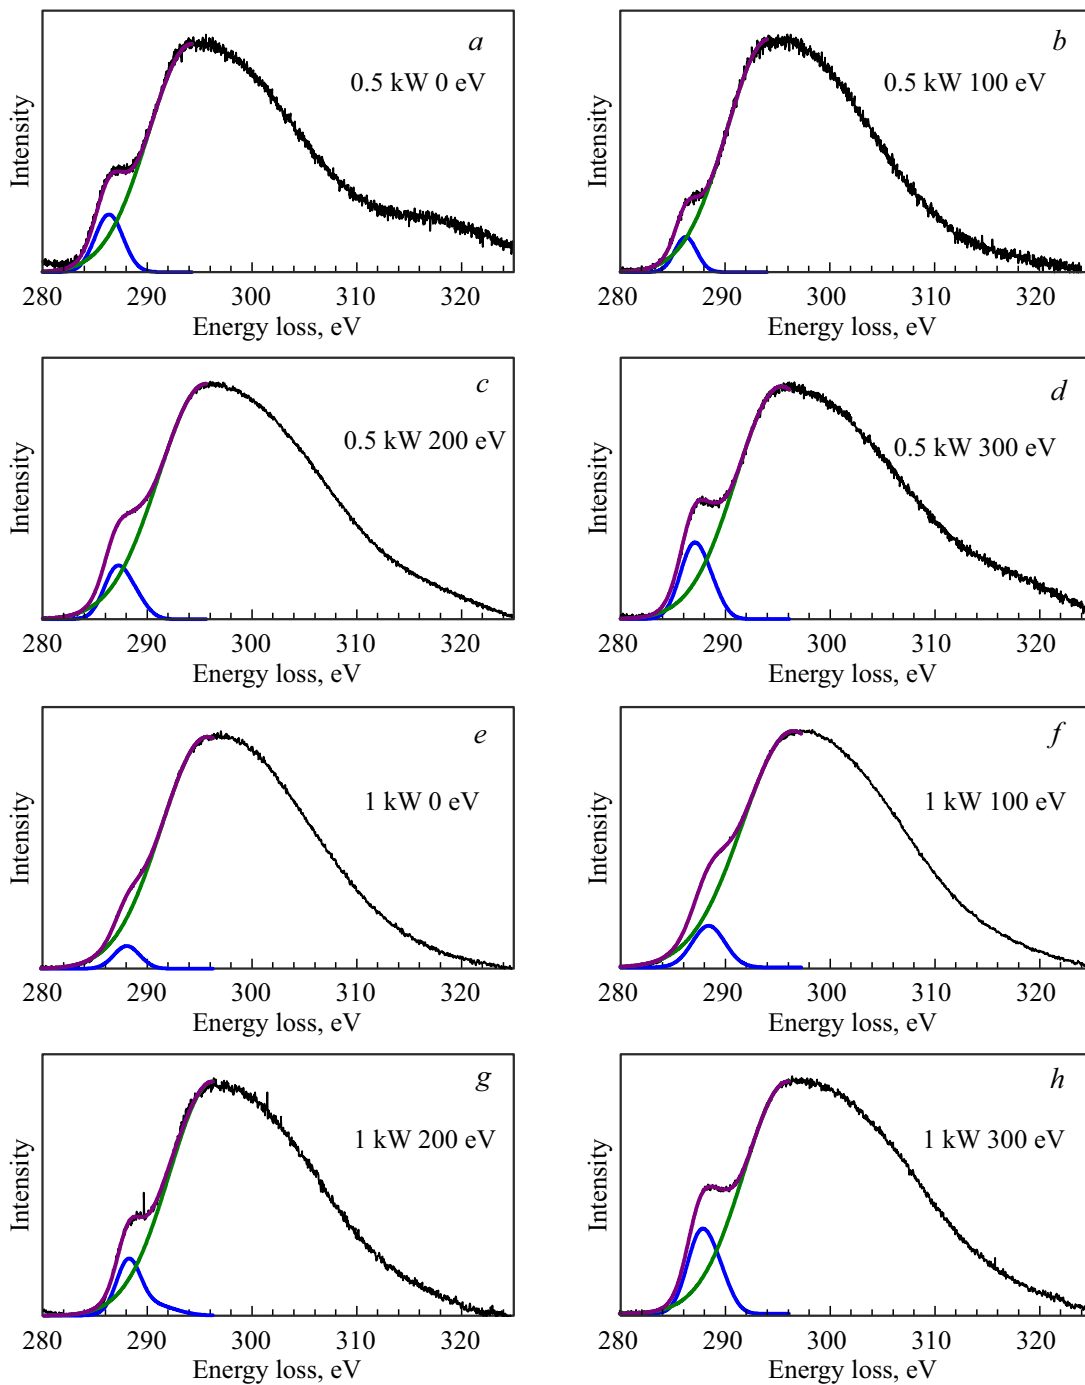 a
0.5 kW 0 eV
Intensity
280 290 300 310 320
Energy loss, eV
b
0.5 kW 100 eV
Intensity
280 290 300 310 320
Energy loss, eV
c
0.5 kW 200 eV
Intensity
280 290 300 310 320
Energy loss, eV
d
0.5 kW 300 eV
Intensity
280 290 300 310 320
Energy loss, eV
e
1 kW 0 eV
Intensity
280 290 300 310 320
Energy loss, eV
f
1 kW 100 eV
Intensity
280 290 300 310 320
Energy loss, eV
g
1 kW 200 eV
Intensity
280 290 300 310 320
Energy loss, eV
h
1 kW 300 eV
Intensity
280 290 300 310 320
Energy loss, eV